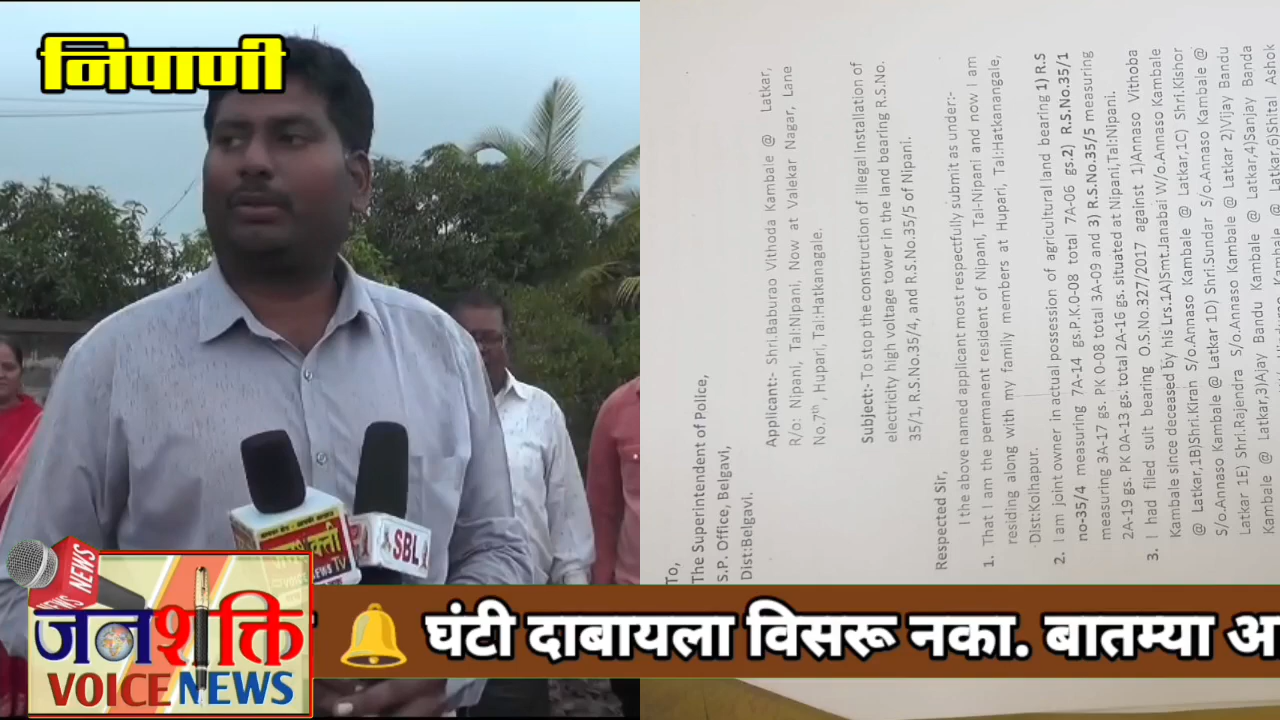 निपाणी
To,
The Superintendent of Police,
S.P. Office, Belgavi,
Dist:Belgavi.
Applicant:- Shri.Baburao Vithoda Kambale @ Latkar,
R/o: Nipani, Tal:Nipani, Now at Valekar Nagar, Lane
No.7th , Hupari, Tal:Hatkanagale.
Subject:- To stop the construction of illegal installation of
electricity high voltage tower in the land bearing R.S.No.
35/1, R.S.No.35/4, and R.S.No.35/5 of Nipani.
Respected Sir,
I the above named applicant most respectfully submit as under:-
1. That I am the permanent resident of Nipani, Tal-Nipani and now I am
residing along with my family members at Hupari, Tal:Hatkanangale,
Dist:Kolhapur.
2. I am joint owner in actual possession of agricultural land bearing 1) R.S
no-35/4 measuring 7A-14 gs.P.K.0-08 total 7A-06 gs.2) R.S.No.35/1
measuring 3A-17 gs. PK 0-08 total 3A-09 and 3) R.S.No.35/5 measuring
2A-19 gs. PK 0A-13 gs. total 2A-16 gs. situated at Nipani,Tal:Nipani.
3. I had filed suit bearing O.S.No.327/2017 against 1)Annaso Vithoba
Kambale since deceased by his Lrs.1A)Smt.Janabai W/o.Annaso Kambale
@ Latkar,1B)Shri.Kiran S/o.Annaso Kambale @ Latkar,1C) Shri.Kishor
S/o.Annaso Kambale @ Latkar 1D) Shri.Sundar S/o.Annaso Kambale @
Latkar 1E) Shri.Rajendra S/o.Annaso Kambale @ Latkar 2)Vijay Bandu
Kambale @ Latkar,3)Ajay Bandu Kambale @ Latkar,4)Sanjay Banda
Kambale @ Latkar,6)Shital Ashok
NEWS TV
SBL
NEWS
NEWS
जनशक्ति
VOICE NEWS
घंटी दाबायला विसरू नका. बातम्या